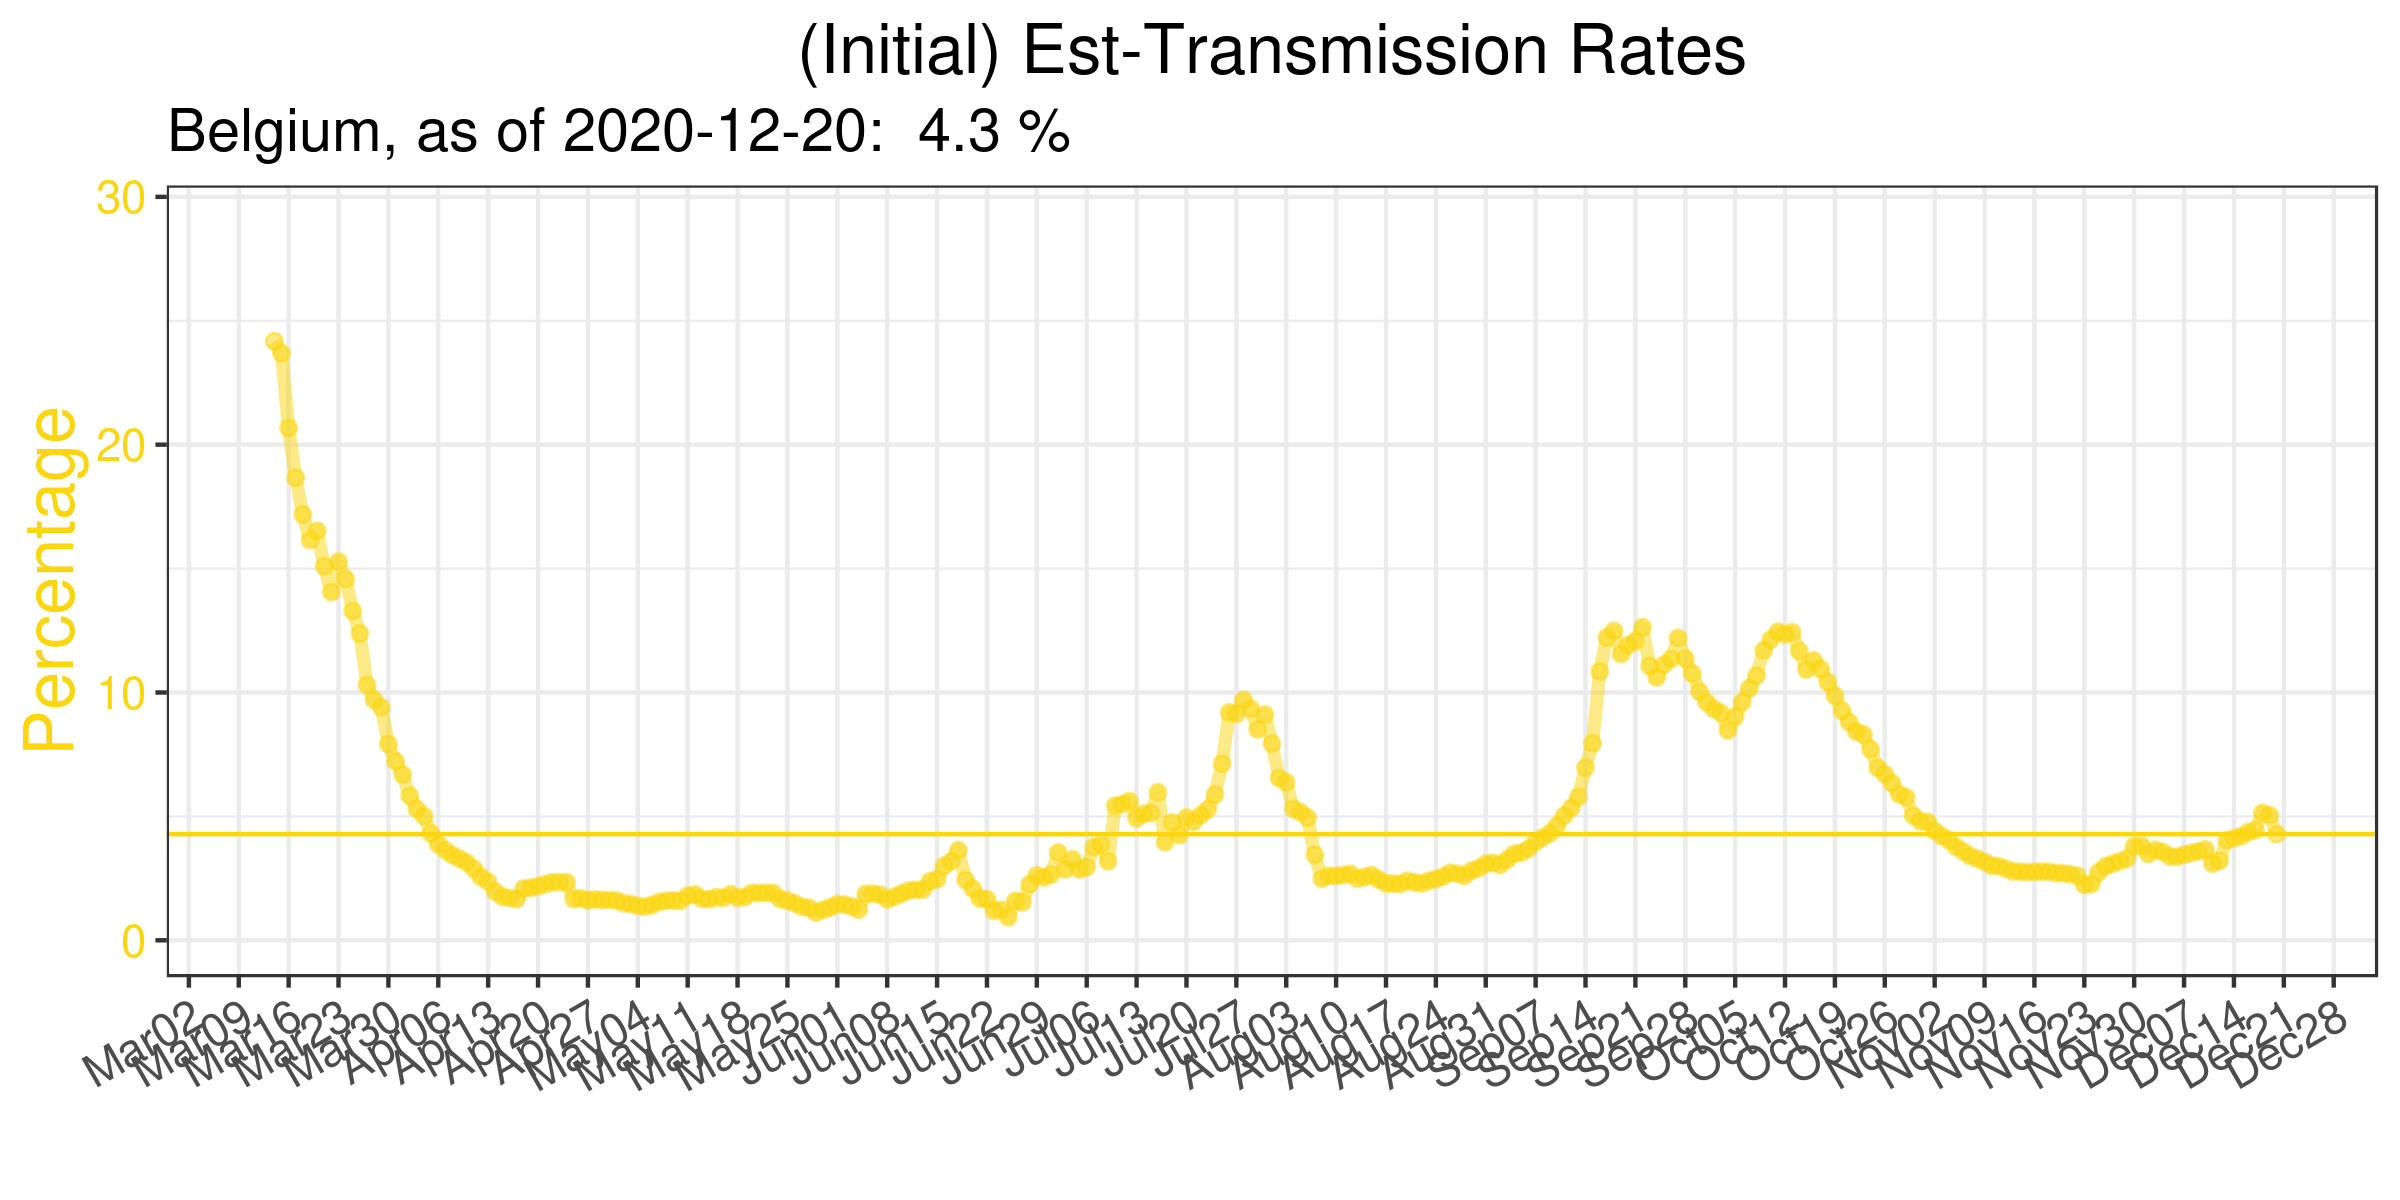 (Initial) Est-Transmission Rates
Belgium, as of 2020-12-20:  4.3 %
Percentage
30
20
10
0
Mar02
Mar09
Mar16
Mar23
Mar30
Apr06
Apr13
Apr20
Apr27
May04
May11
May18
May25
Jun01
Jun08
Jun15
Jun22
Jun29
Jul06
Jul13
Jul20
Jul27
Aug03
Aug10
Aug17
Aug24
Aug31
Sep07
Sep14
Sep21
Sep28
Oct05
Oct12
Oct19
Oct26
Nov02
Nov09
Nov16
Nov23
Nov30
Dec07
Dec14
Dec21
Dec28